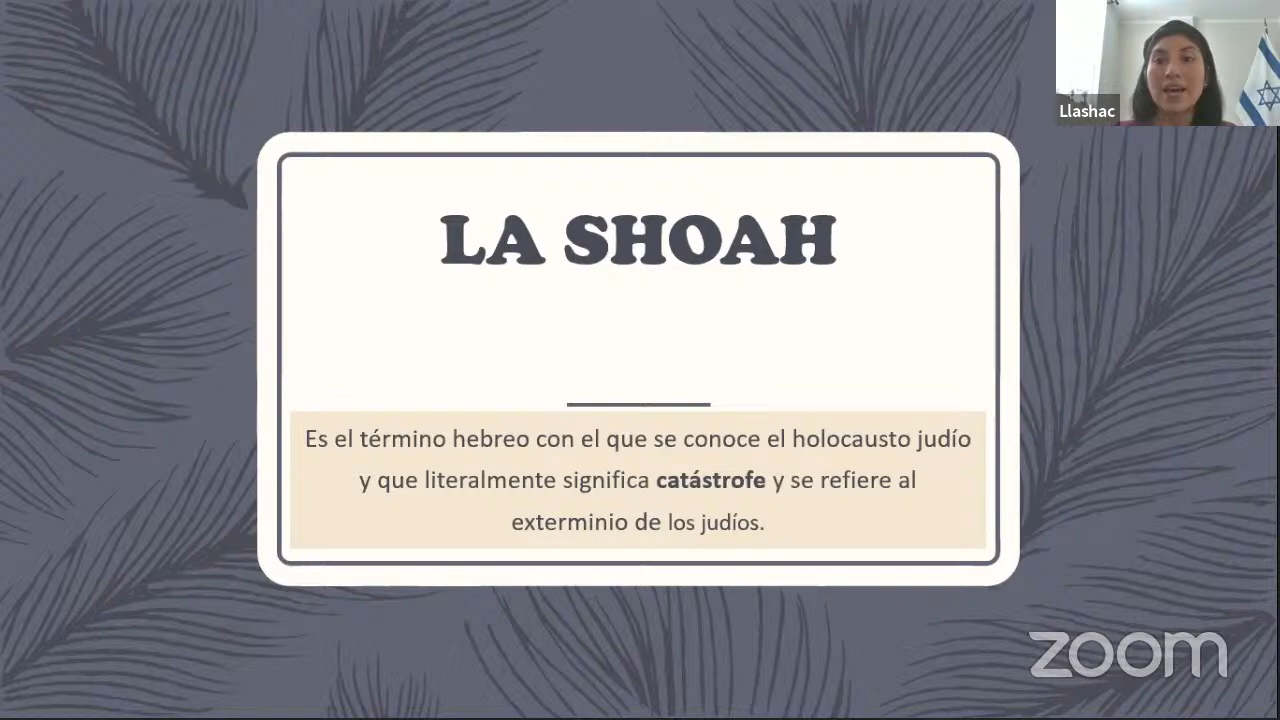 Llashac
LA SHOAH
Es el término hebreo con el que se conoce el holocausto judío
y que literalmente significa catástrofe y se refiere al
exterminio de los judíos.
zoom